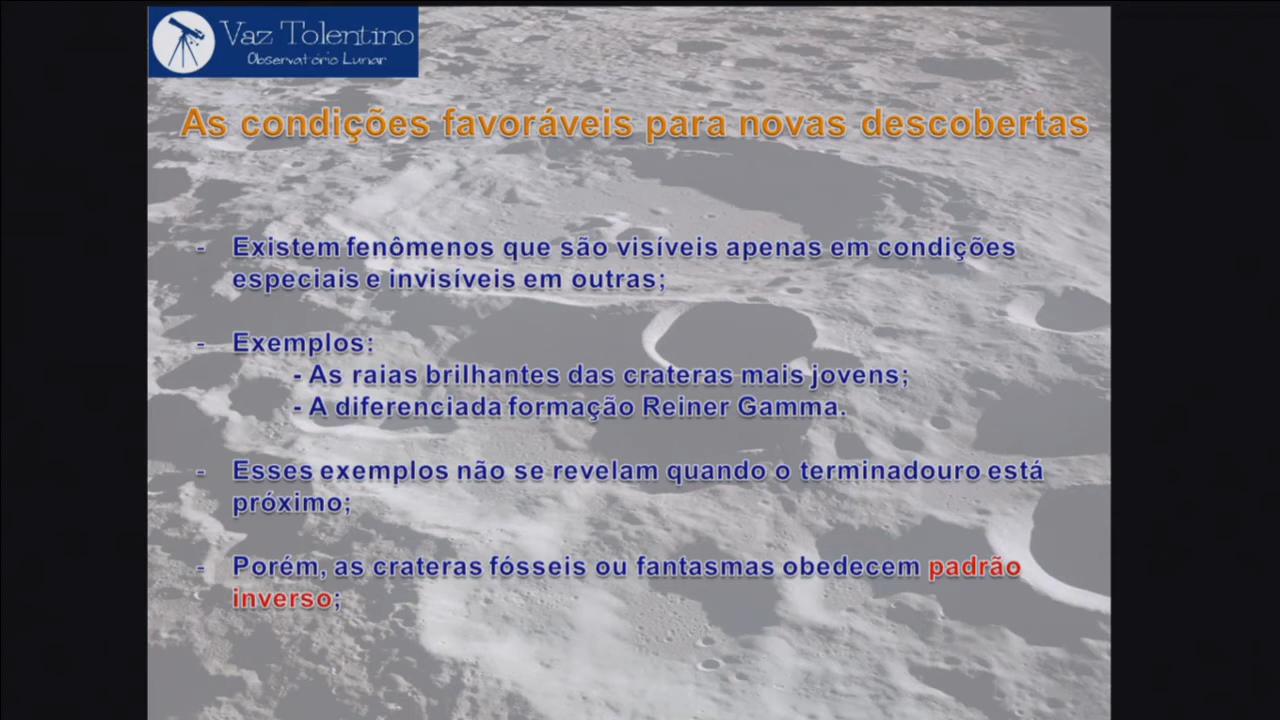 Vaz Tolentino
Observatório Lunar
As condições favoráveis para novas descobertas
- Existem fenômenos que são visíveis apenas em condições
especiais e invisíveis em outras;
- Exemplos:
- As raias brilhantes das crateras mais jovens;
- A diferenciada formação Reiner Gamma.
- Esses exemplos não se revelam quando o terminadouro está
próximo;
- Porém, as crateras fósseis ou fantasmas obedecem padrão
inverso;